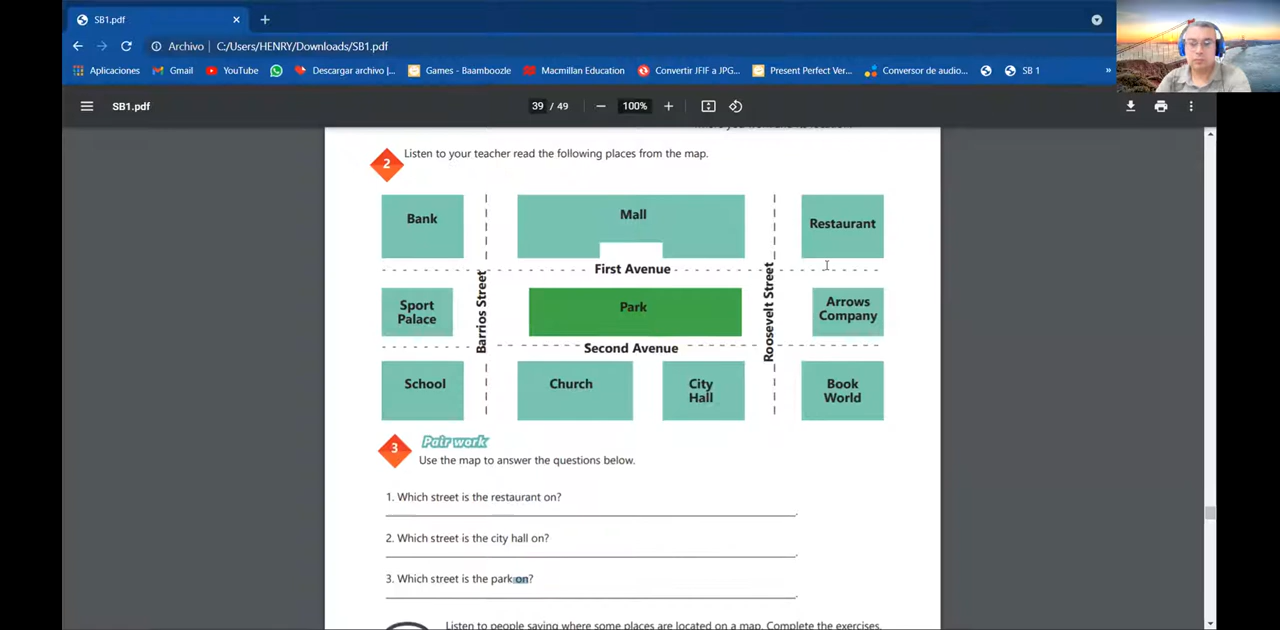 SB1.pdf
Archivo C:/Users/HENRY/Downloads/SB1.pdf
Aplicaciones Gmail YouTube Descargar archivo |... Games - Baamboozle Macmillan Education Convertir JFIF a JPG... Present Perfect Ver... Conversor de audio... SB 1 »
SB1.pdf 39 / 49 100%
2 Listen to your teacher read the following places from the map.
Bank Mall Restaurant
First Avenue
Sport Palace Barrios Street Park Roosevelt Street Arrows Company
Second Avenue
School Church City Hall Book World
3 Pair work
Use the map to answer the questions below.
1. Which street is the restaurant on?
2. Which street is the city hall on?
3. Which street is the park on?
Listen to people saying where some places are located on a map. Complete the exercises.